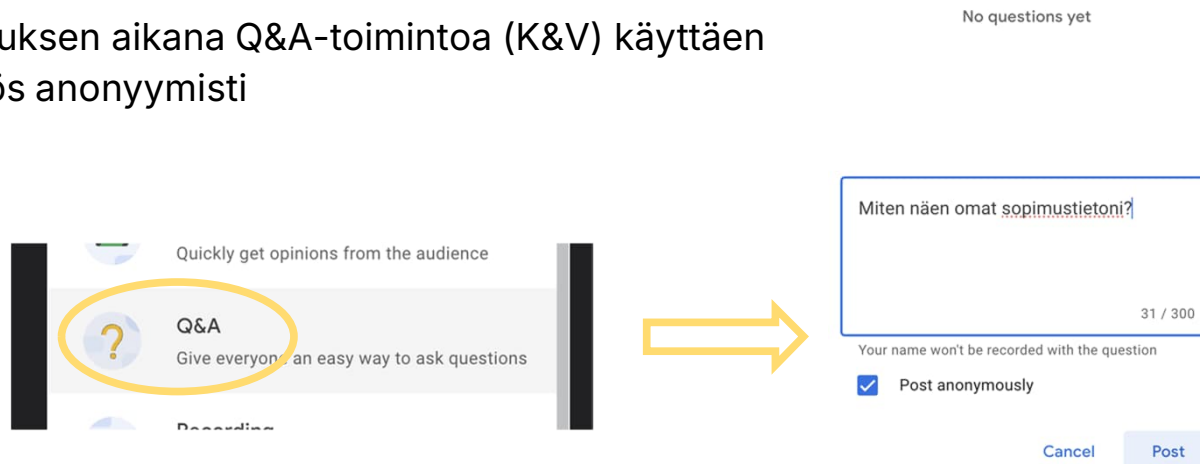 uksen aikana Q&A-toimintoa (K&V) käyttäen
ös anonyymisti
Quickly get opinions from the audience
Q&A
Give everyone an easy way to ask questions
Recording
No questions yet
Miten näen omat sopimustietoni?
31 / 300
Your name won't be recorded with the question
Post anonymously
Cancel
Post